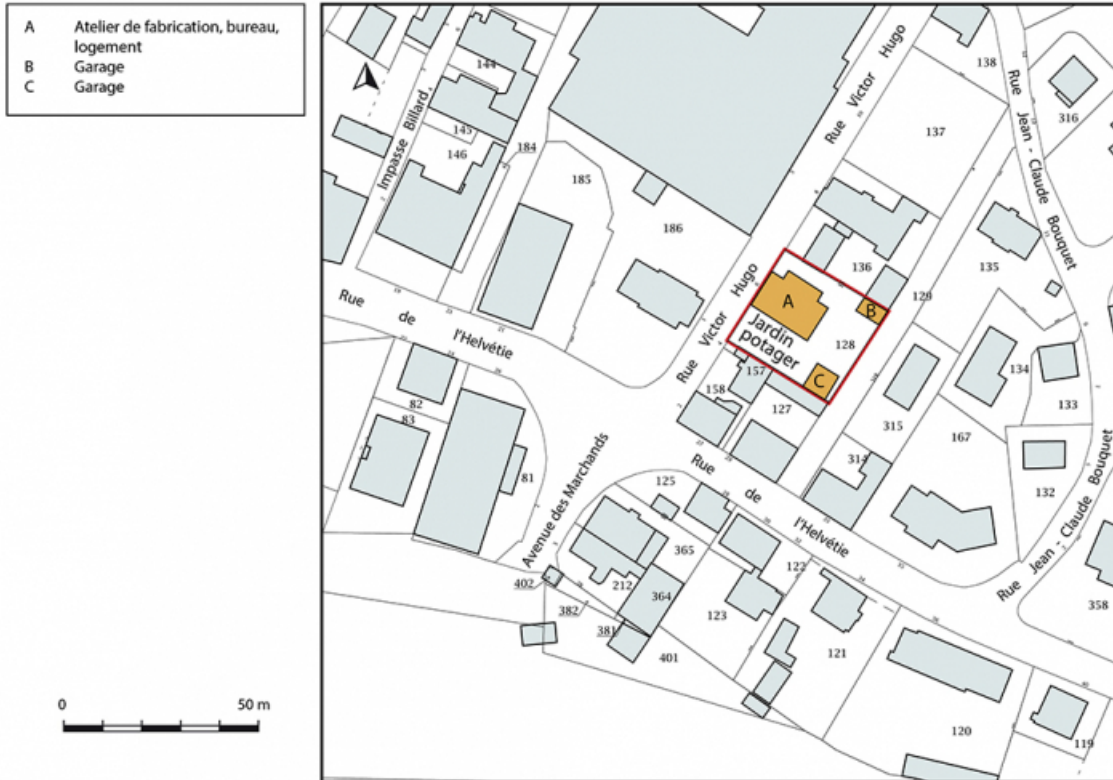 A Atelier de fabrication, bureau,
logement
B Garage
C Garage
0 50 m
144
145
146
184
185
186
Impasse Billard
Rue Victor Hugo
138
137
316
Rue Jean - Claude Bouquet
136
135
129
A
B
C
Jardin
potager
128
Rue Victor Hugo
157
158
127
315
314
134
133
167
132
Rue de l'Helvétie
82
83
81
Avenue des Marchands
125
Rue de l'Helvétie
Rue Jean - Claude Bouquet
365
364
212
402
382
381
401
123
122
121
120
119
358